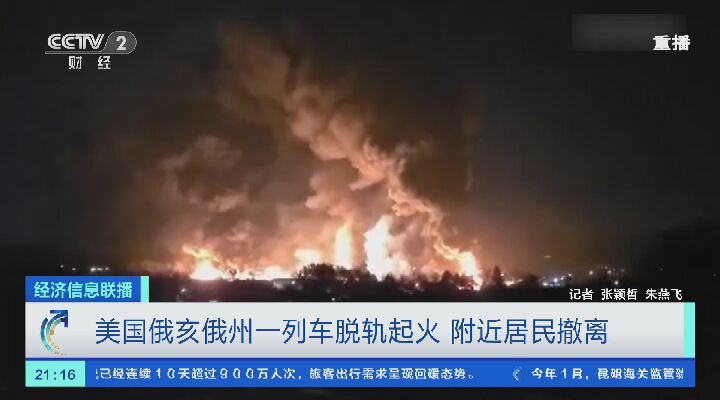 CCTV 2
财 经
重播
经济信息联播
记者 张颖哲 朱燕飞
美国俄亥俄州一列车脱轨起火 附近居民撤离
21:16
已经连续10天超过900万人次，旅客出行需求呈现回暖态势。 今年1月，昆明海关监管验